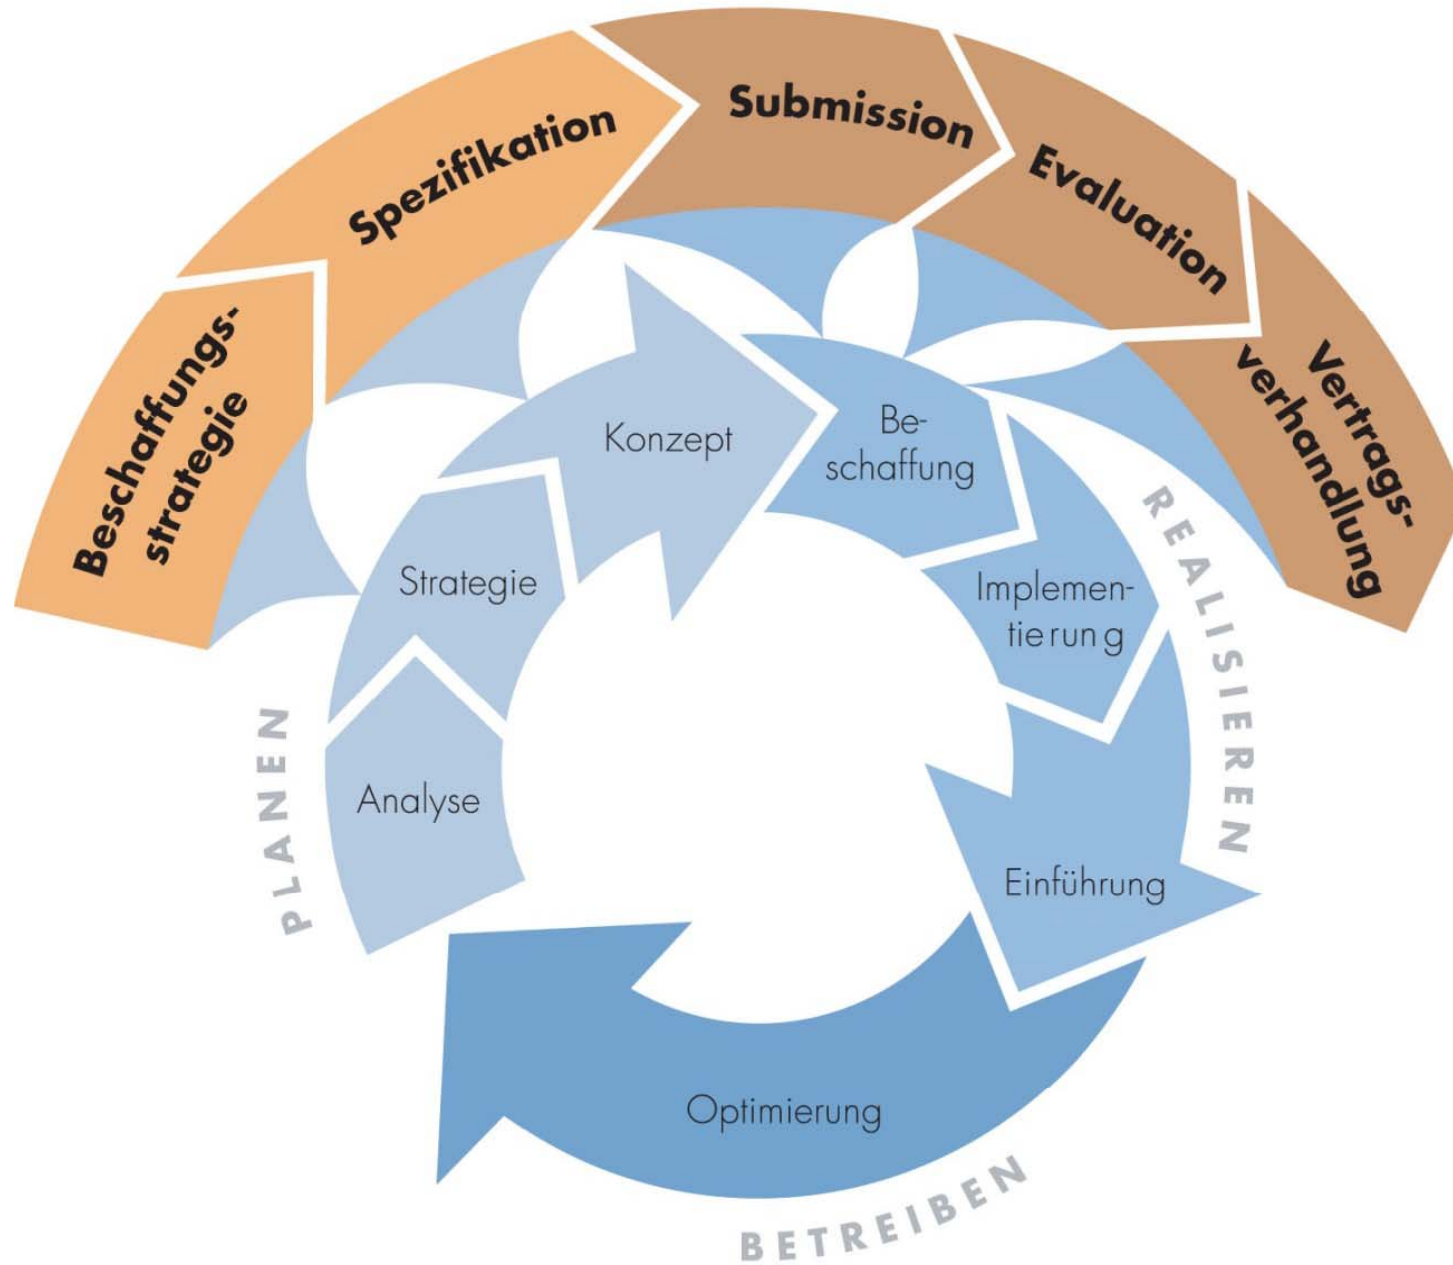 Beschaffungs-
strategie
Spezifikation
Submission
Evaluation
Vertrags-
verhandlung
Analyse
Strategie
Konzept
Be-
schaffung
Implemen-
tierung
Einführung
Optimierung
PLANEN
REALISIEREN
BETREIBEN